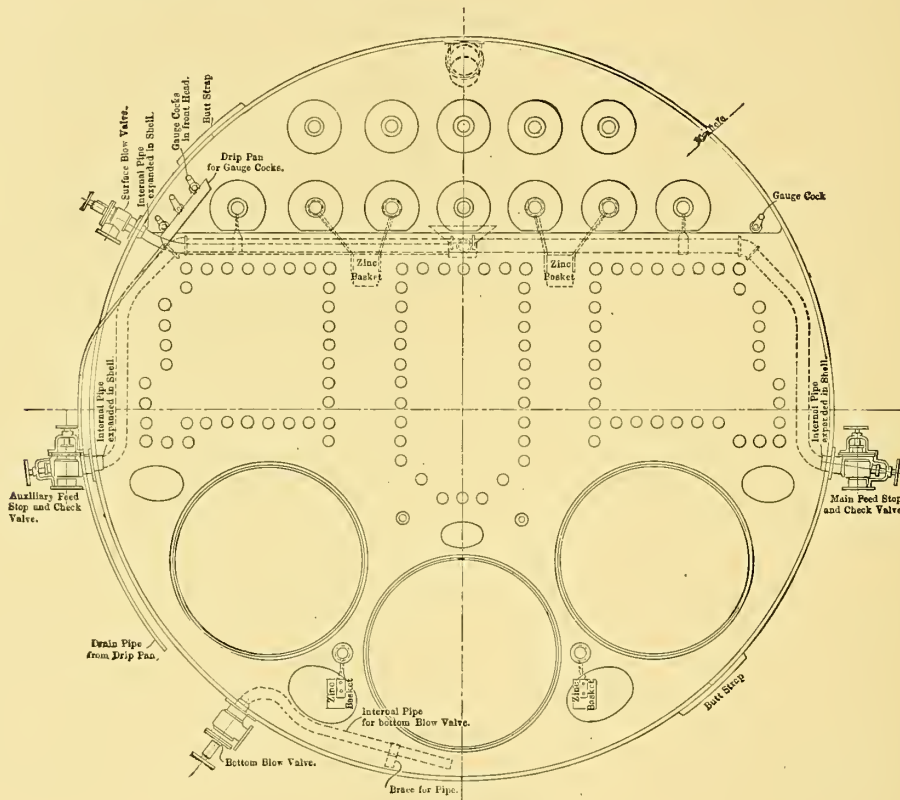 Surface Blow Valve.
Internal Pipe
expanded in Shell.
Gauge Cocks
in front Head.
Butt Strap
Drip Pan
for Gauge Cocks.
Gauge Cock
Zinc
Basket
Zinc
Basket
Internal Pipe
expanded in Shell.
Internal Pipe
expanded in Shell.
Auxiliary Feed
Stop and Check
Valve.
Main Feed Stop
and Check Valve
Drain Pipe
from Drip Pan.
Zinc
Basket
Zinc
Basket
Butt Strap
Internal Pipe
for bottom Blow Valve.
Bottom Blow Valve.
Brace for Pipe.